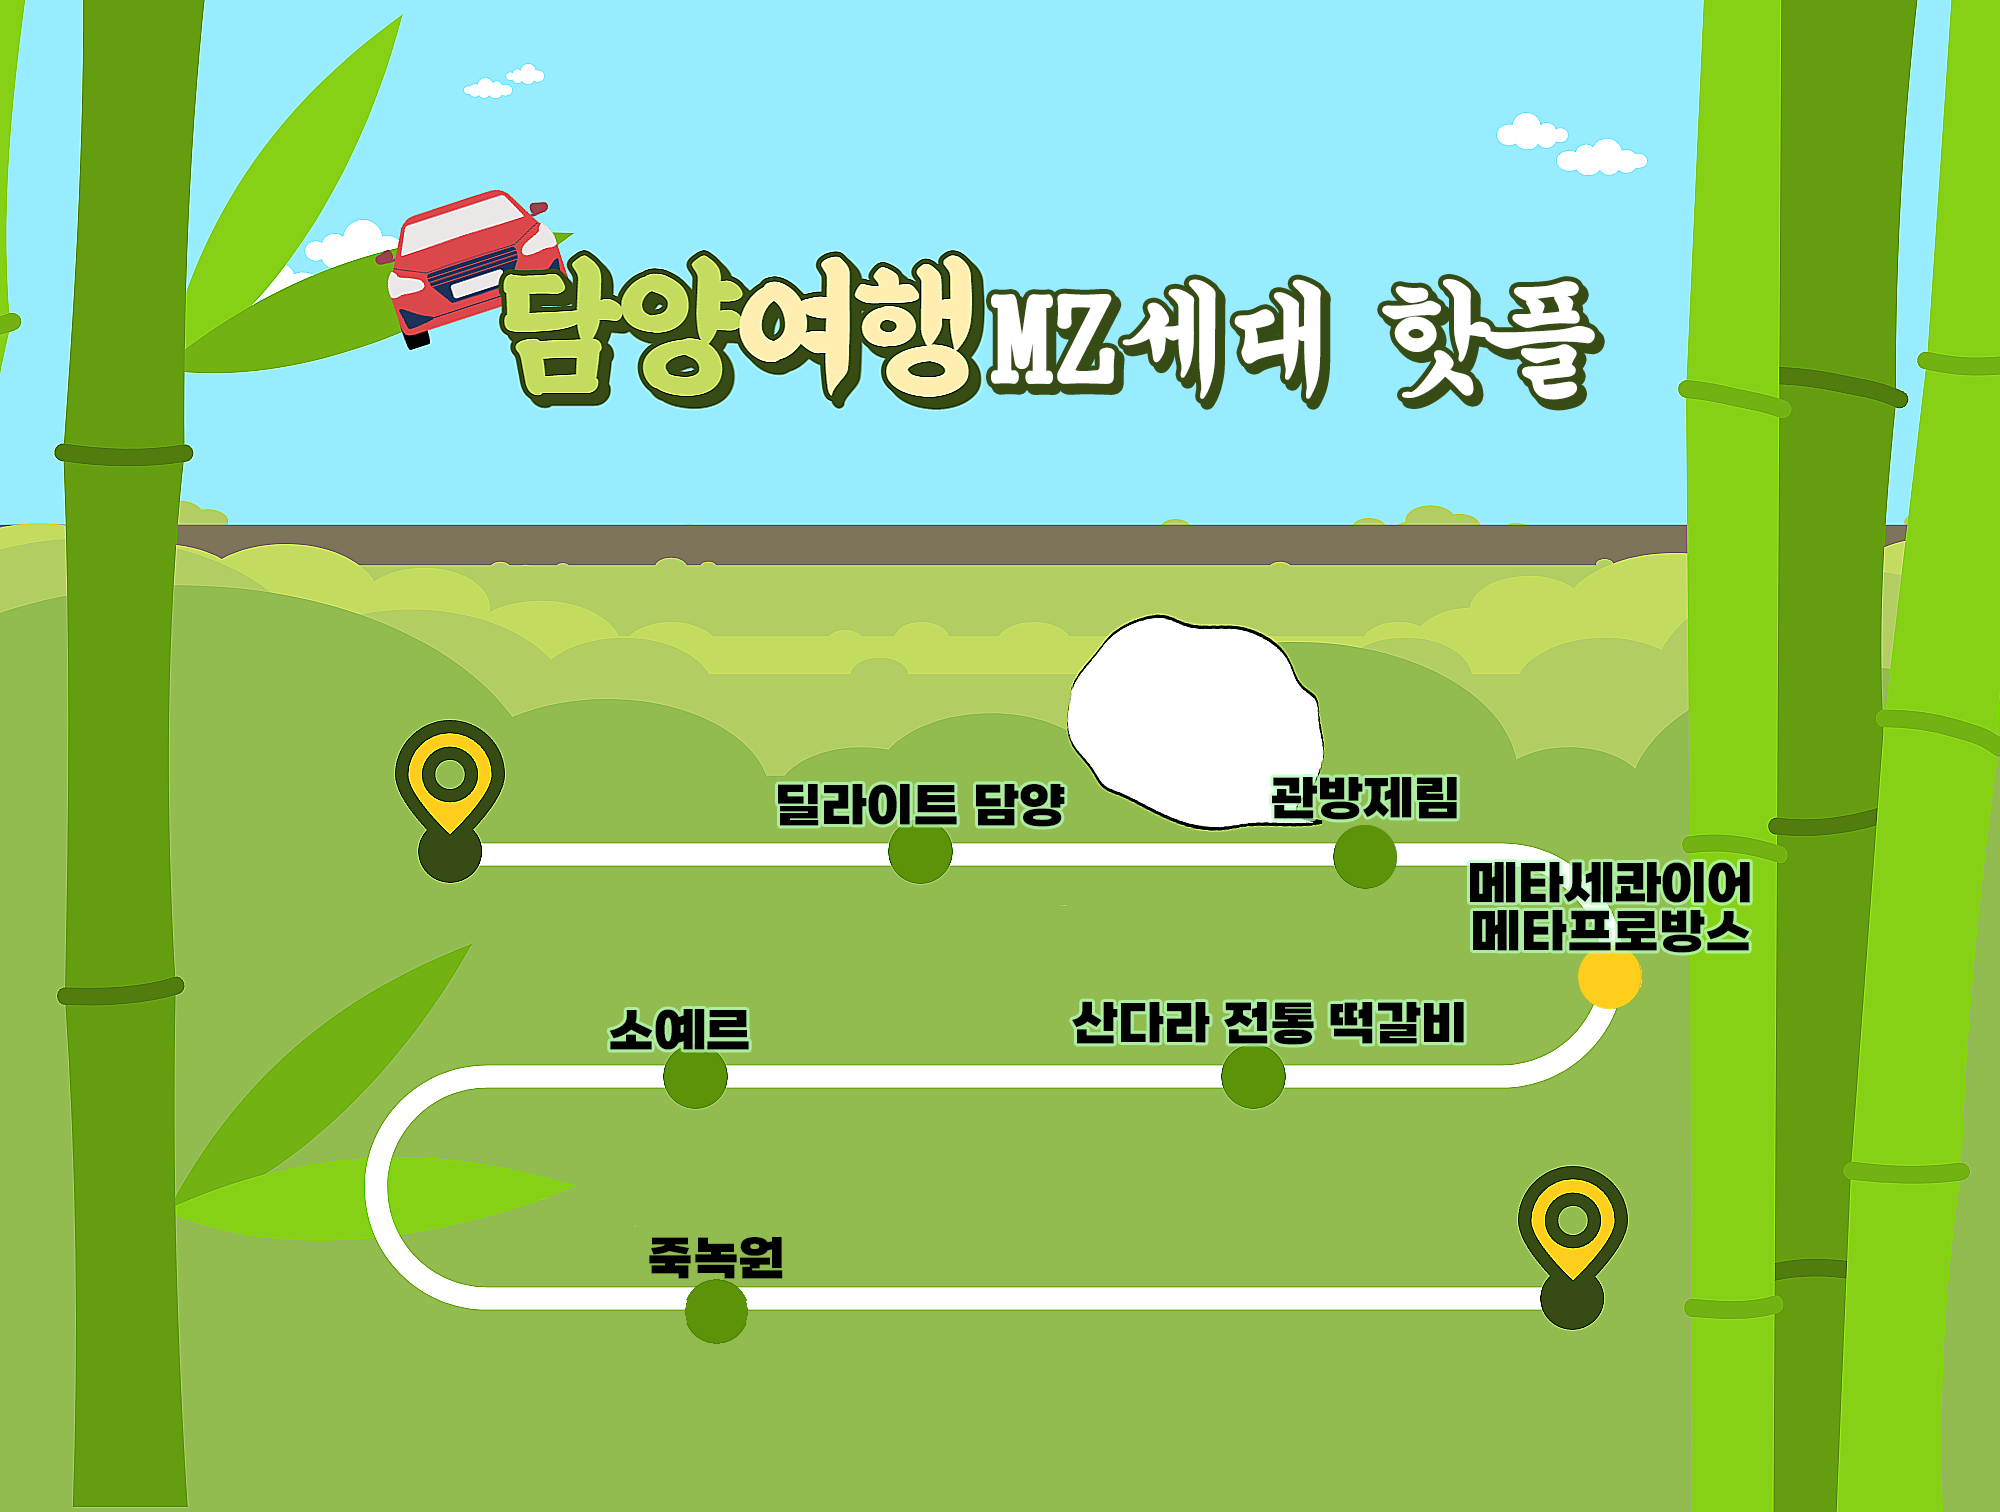 담양여행MZ세대 핫플
딜라이트 담양
관방제림
메타세콰이어
메타프로방스
소예르
산다라 전통 떡갈비
죽녹원